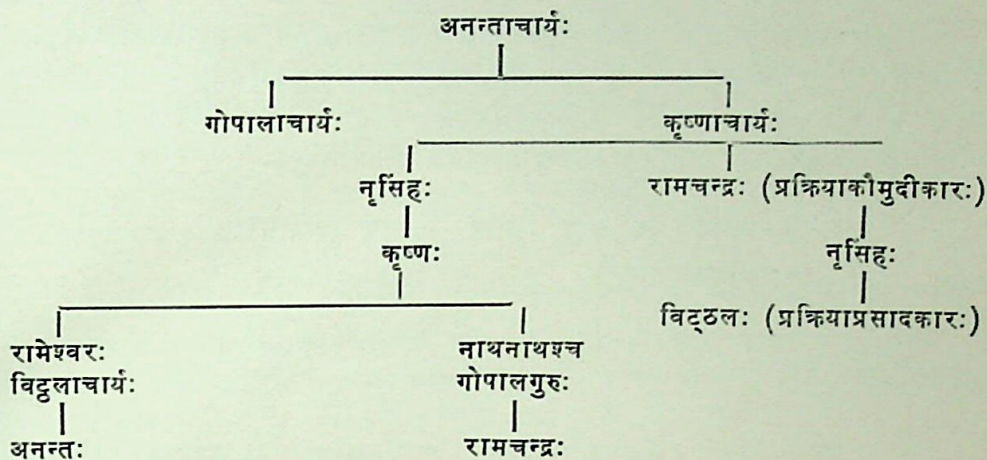 अनन्ताचार्यः
गोपालाचार्यः कृष्णाचार्यः
नृसिंहः रामचन्द्रः (प्रक्रियाकौमुदीकारः)
कृष्णः नृसिंहः
विट्ठलः (प्रक्रियाप्रसादकारः)
रामेश्वरः नाथनाथश्च
विट्ठलाचार्यः गोपालगुरुः
अनन्तः रामचन्द्रः